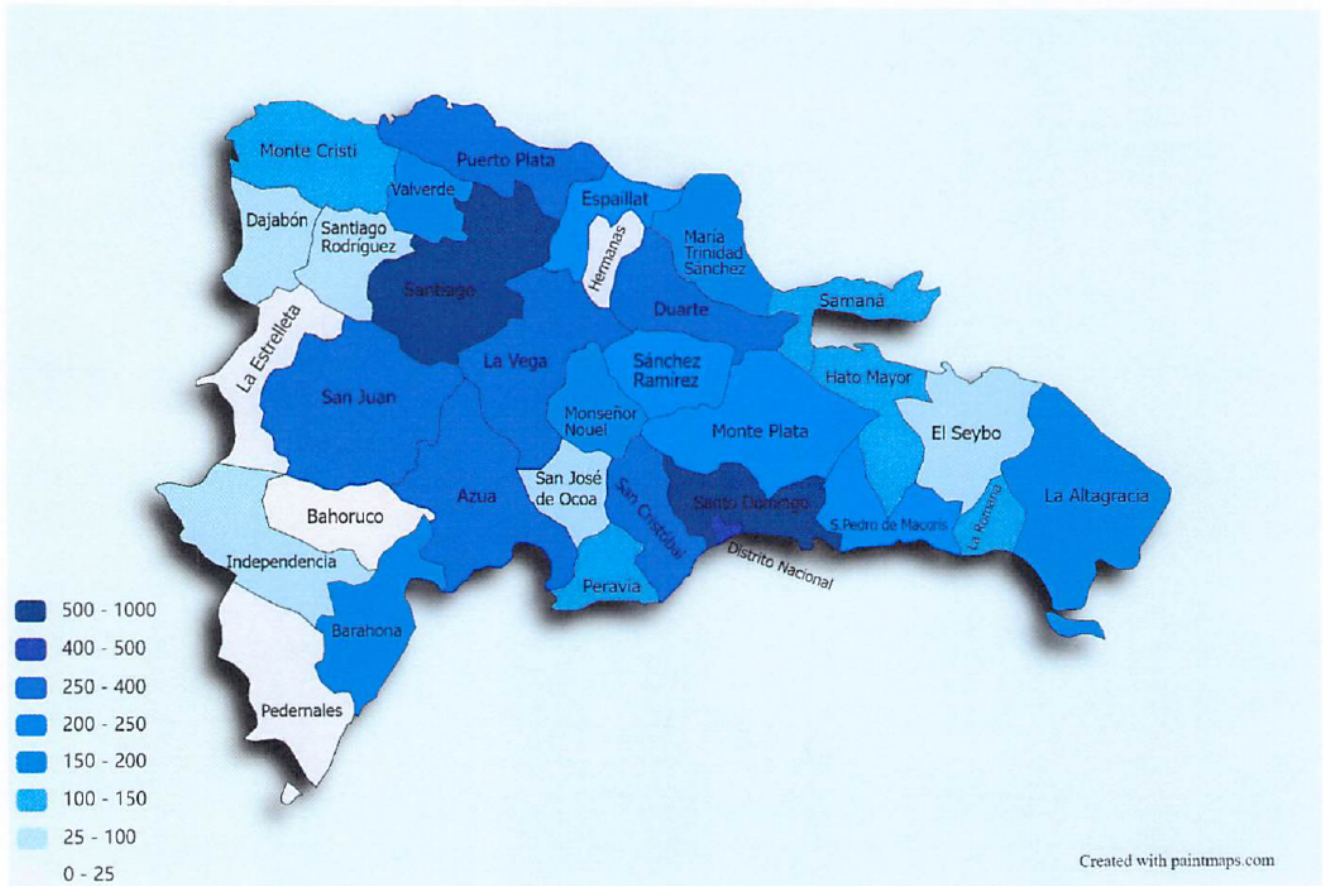 Monte Cristi
Puerto Plata
Valverde
Espaillat
Dajabón
Santiago
Rodríguez
Hermanas
María
Trinidad
Sánchez
Santiago
Samaná
La Estrelleta
Duarte
La Vega
Sánchez
Ramírez
Hato Mayor
San Juan
Monseñor
Nouel
Monte Plata
El Seybo
San José
de Ocoa
Azua
San Cristóbal
Santo Domingo
La Altagracia
Bahoruco
S.Pedro de Macorís
La Romana
Independencia
Distrito Nacional
Peravia
Barahona
Pedernales
500 - 1000
400 - 500
250 - 400
200 - 250
150 - 200
100 - 150
25 - 100
0 - 25
Created with paintmaps.com